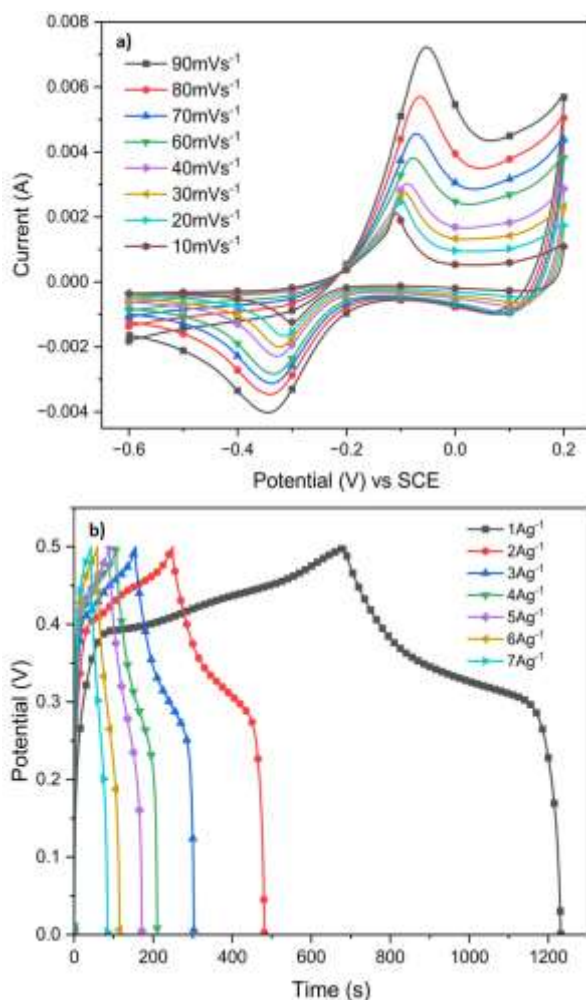 a)
0.008
0.006
0.004
0.002
0.000
−0.002
−0.004
Current (A)
90mVs⁻¹
80mVs⁻¹
70mVs⁻¹
60mVs⁻¹
40mVs⁻¹
30mVs⁻¹
20mVs⁻¹
10mVs⁻¹
−0.6 −0.4 −0.2 0.0 0.2
Potential (V) vs SCE
b)
0.5
0.4
0.3
0.2
0.1
0.0
Potential (V)
1Ag⁻¹
2Ag⁻¹
3Ag⁻¹
4Ag⁻¹
5Ag⁻¹
6Ag⁻¹
7Ag⁻¹
0 200 400 600 800 1000 1200
Time (s)